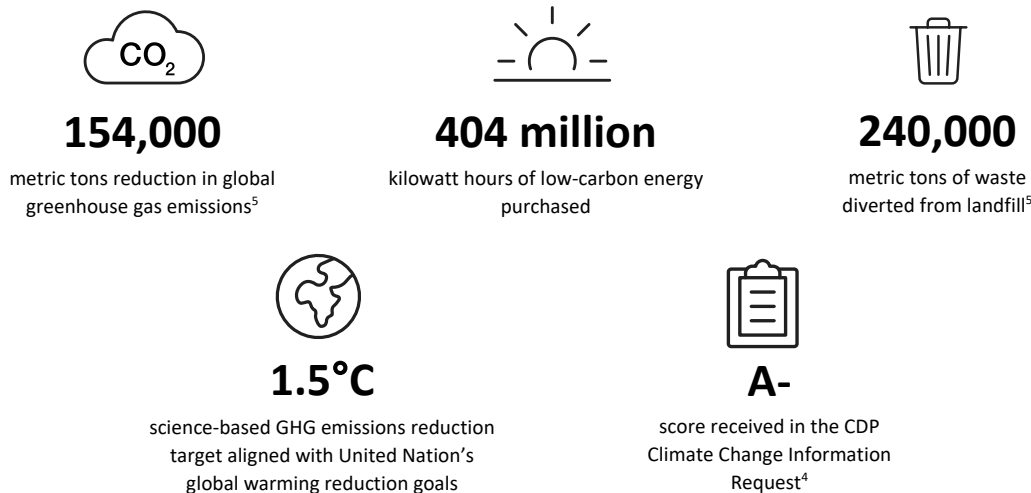 CO₂
154,000
metric tons reduction in global
greenhouse gas emissions⁵
404 million
kilowatt hours of low-carbon energy
purchased
240,000
metric tons of waste
diverted from landfill⁵
1.5°C
science-based GHG emissions reduction
target aligned with United Nation’s
global warming reduction goals
A-
score received in the CDP
Climate Change Information
Request⁴